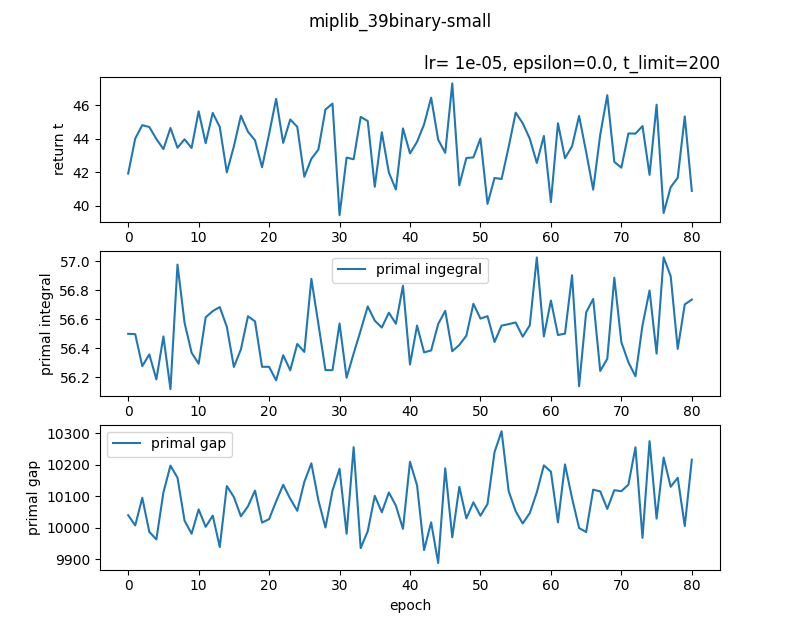 miplib_39binary-small
lr= 1e-05, epsilon=0.0, t_limit=200
return t
46
44
42
40
0 10 20 30 40 50 60 70 80
primal integral
57.0
56.8
56.6
56.4
56.2
primal ingegral
0 10 20 30 40 50 60 70 80
primal gap
10300
10200
10100
10000
9900
primal gap
0 10 20 30 40 50 60 70 80
epoch